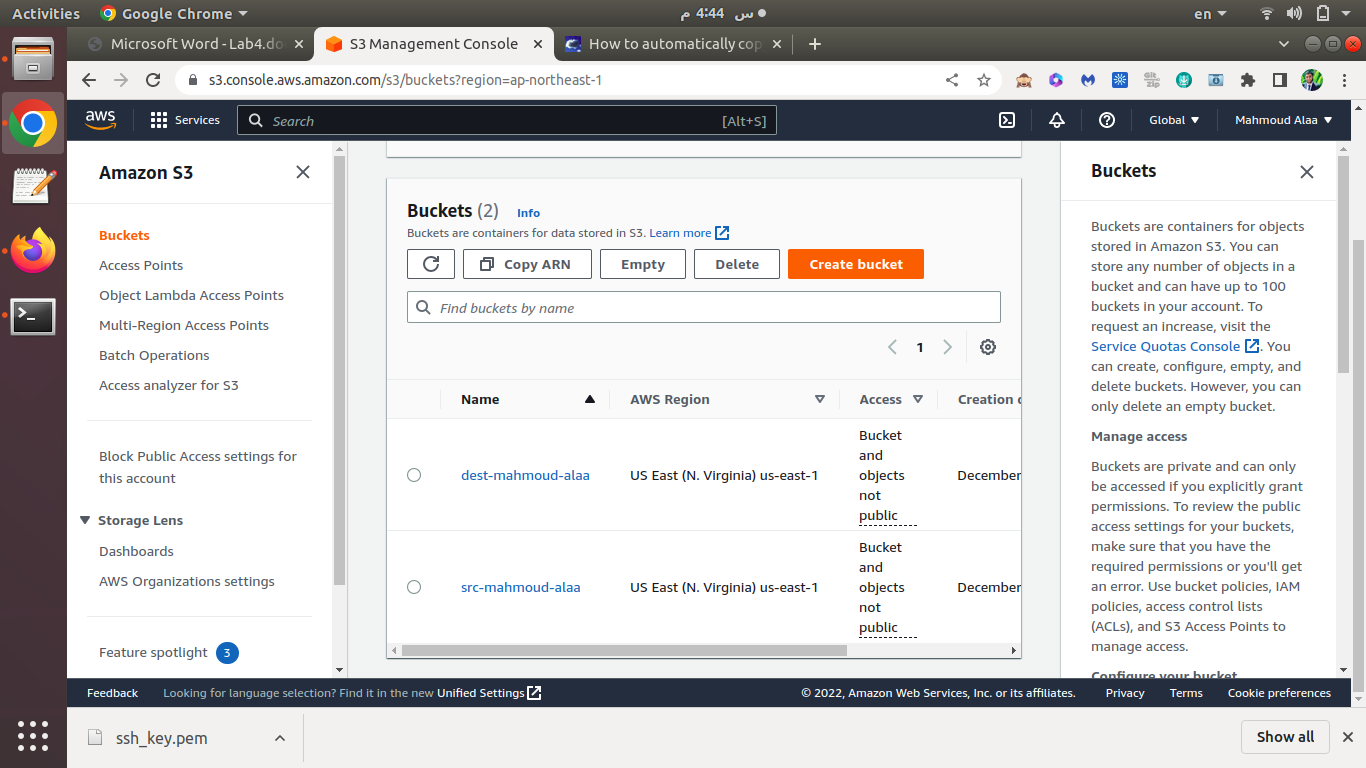 Activities
Google Chrome
س 4:44 م
en
Microsoft Word - Lab4.do
S3 Management Console
How to automatically cop
s3.console.aws.amazon.com/s3/buckets?region=ap-northeast-1
aws
Services
Search
[Alt+S]
Global
Mahmoud Alaa
Amazon S3
Buckets
Access Points
Object Lambda Access Points
Multi-Region Access Points
Batch Operations
Access analyzer for S3
Block Public Access settings for
this account
Storage Lens
Dashboards
AWS Organizations settings
Feature spotlight 3
Buckets (2) Info
Buckets are containers for data stored in S3. Learn more
Copy ARN
Empty
Delete
Create bucket
Find buckets by name
1
Name
AWS Region
Access
Creation d
dest-mahmoud-alaa
US East (N. Virginia) us-east-1
Bucket
and
objects
not
public
December
src-mahmoud-alaa
US East (N. Virginia) us-east-1
Bucket
and
objects
not
public
December
Buckets
Buckets are containers for objects
stored in Amazon S3. You can
store any number of objects in a
bucket and can have up to 100
buckets in your account. To
request an increase, visit the
Service Quotas Console . You
can create, configure, empty, and
delete buckets. However, you can
only delete an empty bucket.
Manage access
Buckets are private and can only
be accessed if you explicitly grant
permissions. To review the public
access settings for your buckets,
make sure that you have the
required permissions or you'll get
an error. Use bucket policies, IAM
policies, access control lists
(ACLs), and S3 Access Points to
manage access.
Configure your bucket
Feedback
Looking for language selection? Find it in the new Unified Settings
© 2022, Amazon Web Services, Inc. or its affiliates.
Privacy
Terms
Cookie preferences
ssh_key.pem
Show all